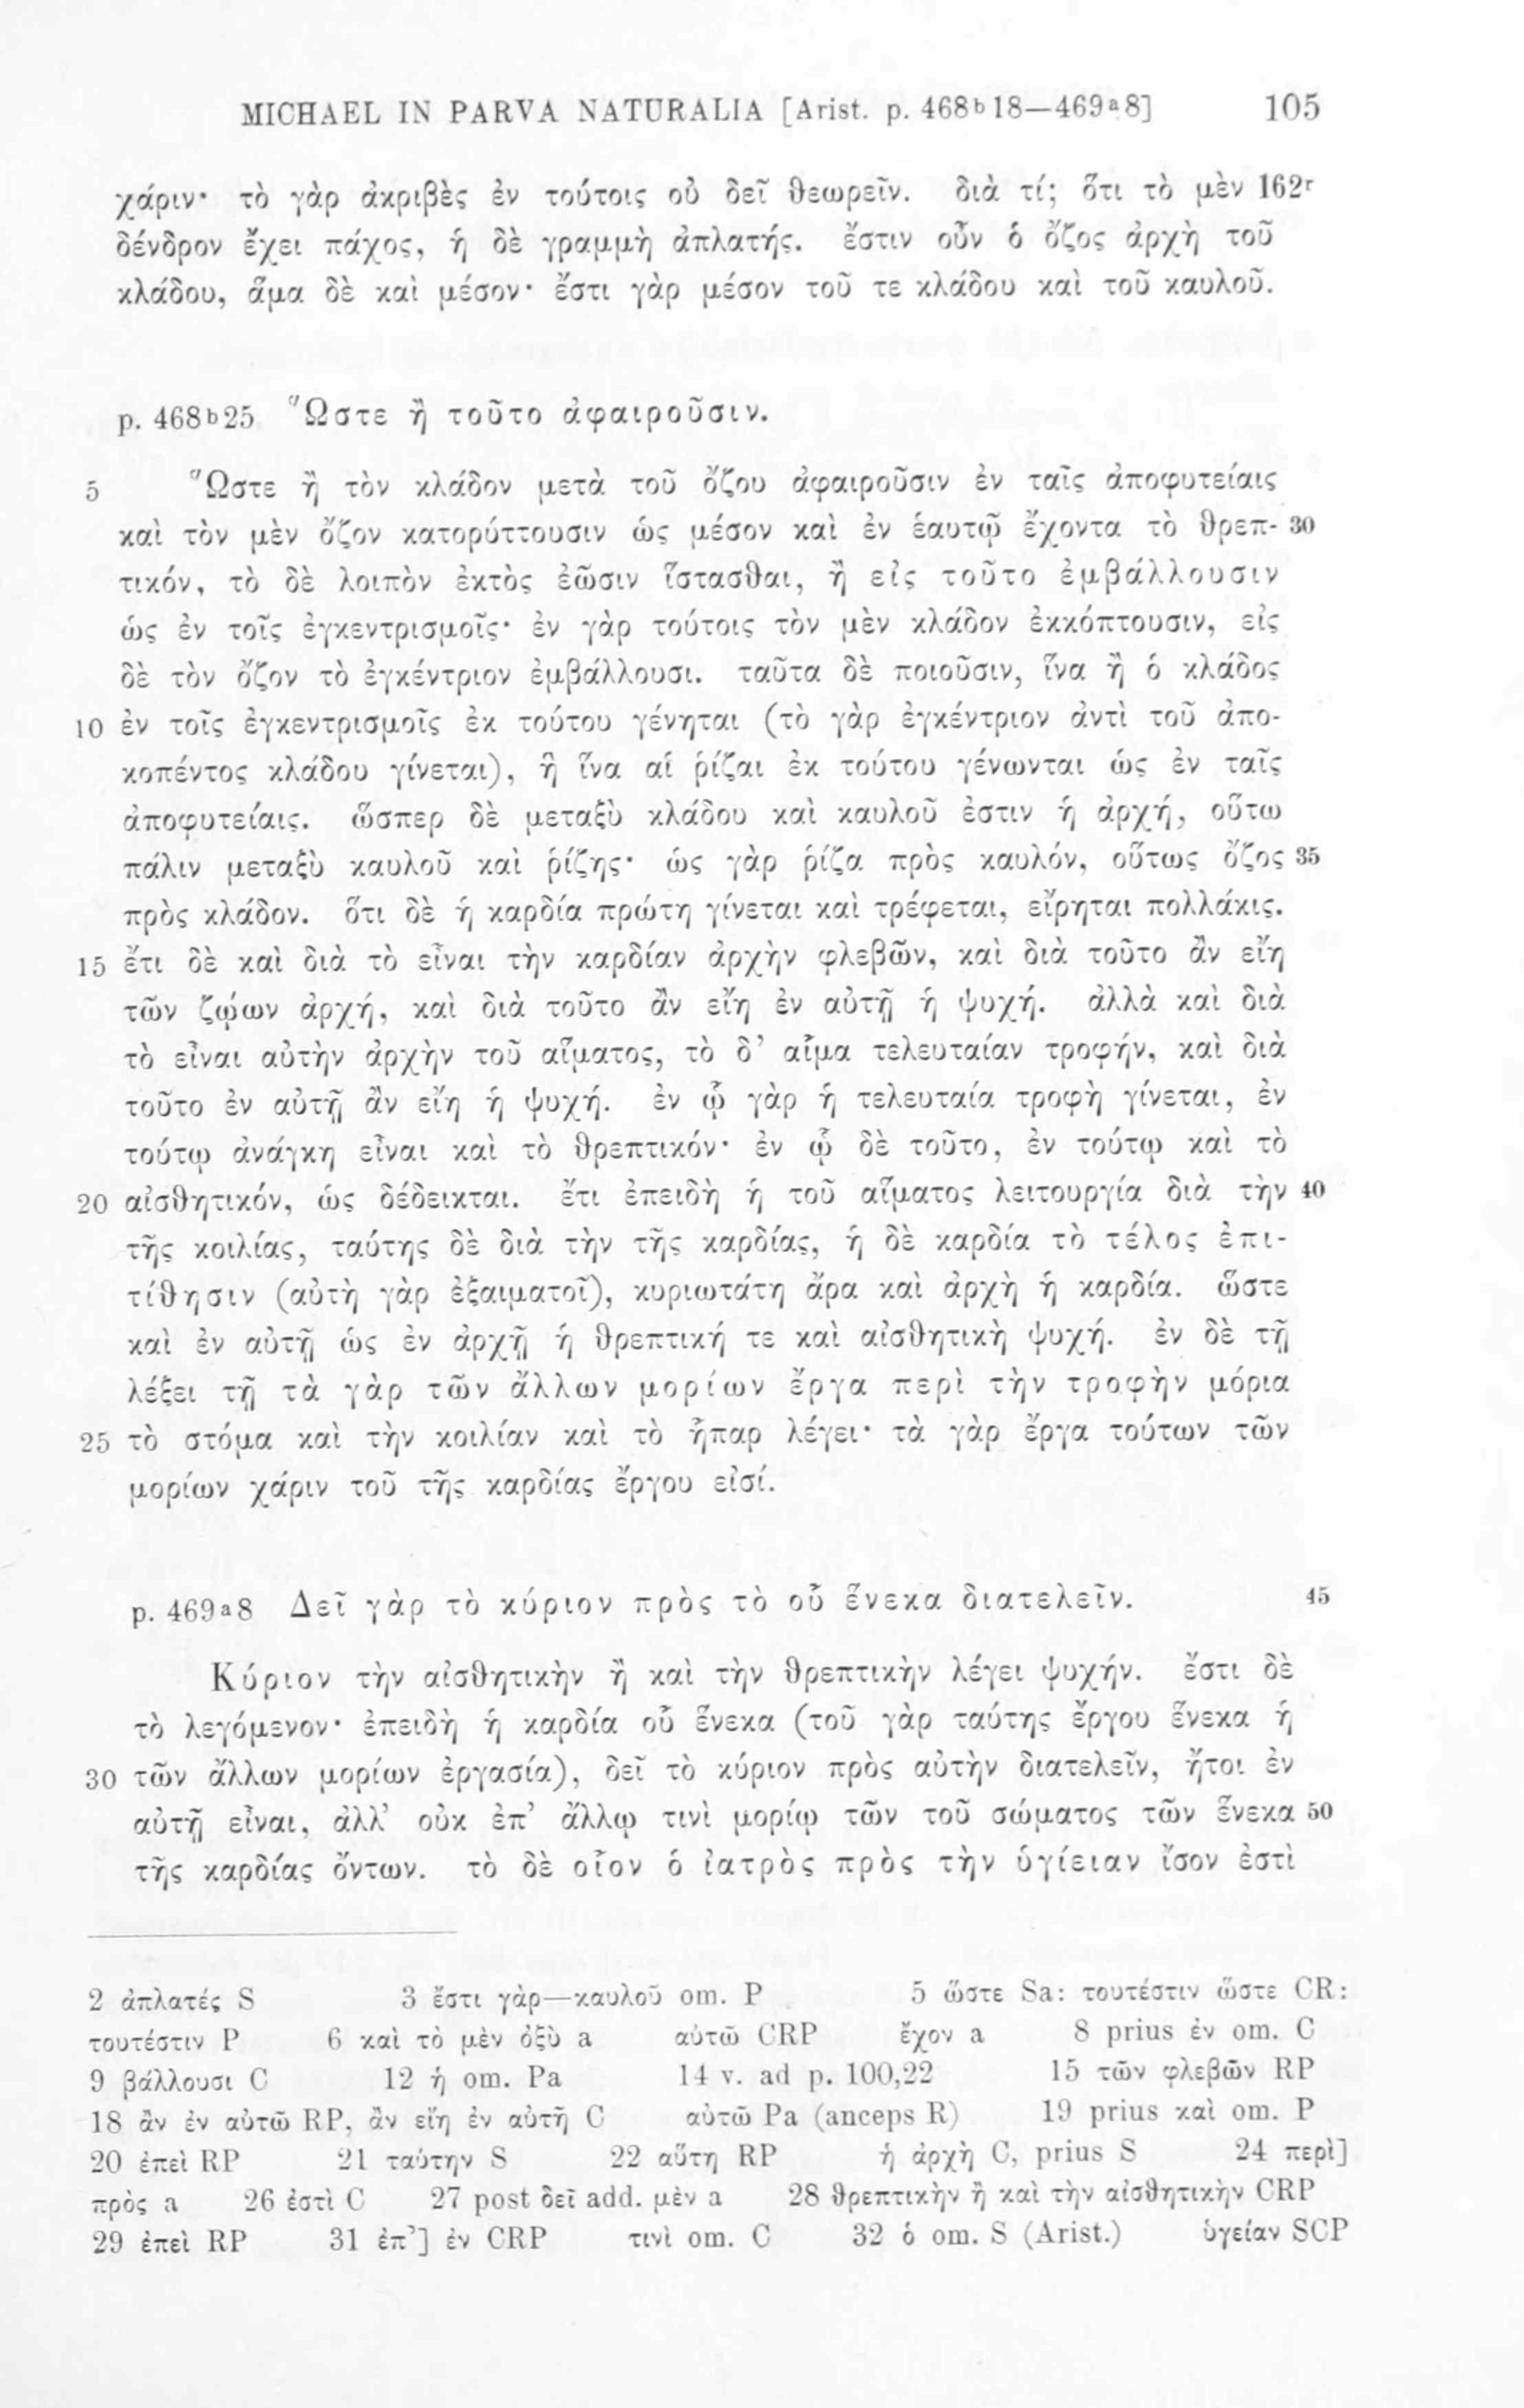 MICHAEL IN PARVA NATURALIA [Arist. p. 468b18—469a8] 105
χάριν· τὸ γὰρ ἀκριβὲς ἐν τούτοις οὐ δεῖ θεωρεῖν. διὰ τί; ὅτι τὸ μὲν 162r
δένδρον ἔχει πάχος, ἡ δὲ γραμμὴ ἀπλατής. ἔστιν οὖν ὁ ὄζος ἀρχὴ τοῦ
κλάδου, ἅμα δὲ καὶ μέσον· ἔστι γὰρ μέσον τοῦ τε κλάδου καὶ τοῦ καυλοῦ.
p. 468b25 Ὥστε ἢ τοῦτο ἀφαιροῦσιν.
5 Ὥστε ἢ τὸν κλάδον μετὰ τοῦ ὄζου ἀφαιροῦσιν ἐν ταῖς ἀποφυτείαις
καὶ τὸν μὲν ὄζον κατορύττουσιν ὡς μέσον καὶ ἐν ἑαυτῷ ἔχοντα τὸ θρεπ- 30
τικόν, τὸ δὲ λοιπὸν ἐκτὸς ἐῶσιν ἵστασθαι, ἢ εἰς τοῦτο ἐμβάλλουσιν
ὡς ἐν τοῖς ἐγκεντρισμοῖς· ἐν γὰρ τούτοις τὸν μὲν κλάδον ἐκκόπτουσιν, εἰς
δὲ τὸν ὄζον τὸ ἐγκέντριον ἐμβάλλουσι. ταῦτα δὲ ποιοῦσιν, ἵνα ἢ ὁ κλάδος
10 ἐν τοῖς ἐγκεντρισμοῖς ἐκ τούτου γένηται (τὸ γὰρ ἐγκέντριον ἀντὶ τοῦ ἀπο-
κοπέντος κλάδου γίνεται), ἢ ἵνα αἱ ῥίζαι ἐκ τούτου γένωνται ὡς ἐν ταῖς
ἀποφυτείαις. ὥσπερ δὲ μεταξὺ κλάδου καὶ καυλοῦ ἐστιν ἡ ἀρχή, οὕτω
πάλιν μεταξὺ καυλοῦ καὶ ῥίζης· ὡς γὰρ ῥίζα πρὸς καυλόν, οὕτως ὄζος 35
πρὸς κλάδον. ὅτι δὲ ἡ καρδία πρώτη γίνεται καὶ τρέφεται, εἴρηται πολλάκις.
15 ἔτι δὲ καὶ διὰ τὸ εἶναι τὴν καρδίαν ἀρχὴν φλεβῶν, καὶ διὰ τοῦτο ἂν εἴη
τῶν ζῴων ἀρχή, καὶ διὰ τοῦτο ἂν εἴη ἐν αὐτῇ ἡ ψυχή. ἀλλὰ καὶ διὰ
τὸ εἶναι αὐτὴν ἀρχὴν τοῦ αἵματος, τὸ δ’ αἷμα τελευταίαν τροφήν, καὶ διὰ
τοῦτο ἐν αὐτῇ ἂν εἴη ἡ ψυχή. ἐν ᾧ γὰρ ἡ τελευταία τροφὴ γίνεται, ἐν
τούτῳ ἀνάγκη εἶναι καὶ τὸ θρεπτικόν· ἐν ᾧ δὲ τοῦτο, ἐν τούτῳ καὶ τὸ
20 αἰσθητικόν, ὡς δέδεικται. ἔτι ἐπειδὴ ἡ τοῦ αἵματος λειτουργία διὰ τὴν 40
τῆς κοιλίας, ταύτης δὲ διὰ τὴν τῆς καρδίας, ἡ δὲ καρδία τὸ τέλος ἐπι-
τίθησιν (αὐτὴ γὰρ ἐξαιματοῖ), κυριωτάτη ἄρα καὶ ἀρχὴ ἡ καρδία. ὥστε
καὶ ἐν αὐτῇ ὡς ἐν ἀρχῇ ἡ θρεπτική τε καὶ αἰσθητικὴ ψυχή. ἐν δὲ τῇ
λέξει τῇ τὰ γὰρ τῶν ἄλλων μορίων ἔργα περὶ τὴν τροφὴν μόρια
25 τὸ στόμα καὶ τὴν κοιλίαν καὶ τὸ ἧπαρ λέγει· τὰ γὰρ ἔργα τούτων τῶν
μορίων χάριν τοῦ τῆς καρδίας ἔργου εἰσί.
p. 469a8 Δεῖ γὰρ τὸ κύριον πρὸς τὸ οὗ ἕνεκα διατελεῖν. 45
Κύριον τὴν αἰσθητικὴν ἢ καὶ τὴν θρεπτικὴν λέγει ψυχήν. ἔστι δὲ
τὸ λεγόμενον· ἐπειδὴ ἡ καρδία οὗ ἕνεκα (τοῦ γὰρ ταύτης ἔργου ἕνεκα ἡ
30 τῶν ἄλλων μορίων ἐργασία), δεῖ τὸ κύριον πρὸς αὐτὴν διατελεῖν, ἤτοι ἐν
αὐτῇ εἶναι, ἀλλ’ οὐκ ἐπ’ ἄλλῳ τινὶ μορίῳ τῶν τοῦ σώματος τῶν ἕνεκα 50
τῆς καρδίας ὄντων. τὸ δὲ οἷον ὁ ἰατρὸς πρὸς τὴν ὑγίειαν ἴσον ἐστὶ
2 ἀπλατές S 3 ἔστι γὰρ—καυλοῦ om. P 5 ὥστε Sa: τουτέστιν ὥστε CR:
τουτέστιν P 6 καὶ τὸ μὲν ὀξὺ a αὐτῶ CRP ἔχον a 8 prius ἐν om. C
9 βάλλουσι C 12 ἡ om. Pa 14 v. ad p. 100,22 15 τῶν φλεβῶν RP
18 ἂν ἐν αὐτῶ RP, ἂν εἴη ἐν αὐτῆ C αὐτῶ Pa (anceps R) 19 prius καὶ om. P
20 ἐπεὶ RP 21 ταύτην S 22 αὕτη RP ἡ ἀρχὴ C, prius S 24 περὶ]
πρὸς a 26 ἐστὶ C 27 post δεῖ add. μὲν a 28 θρεπτικὴν ἢ καὶ τὴν αἰσθητικὴν CRP
29 ἐπεὶ RP 31 ἐπ’] ἐν CRP τινὶ om. C 32 ὁ om. S (Arist.) ὑγείαν SCP